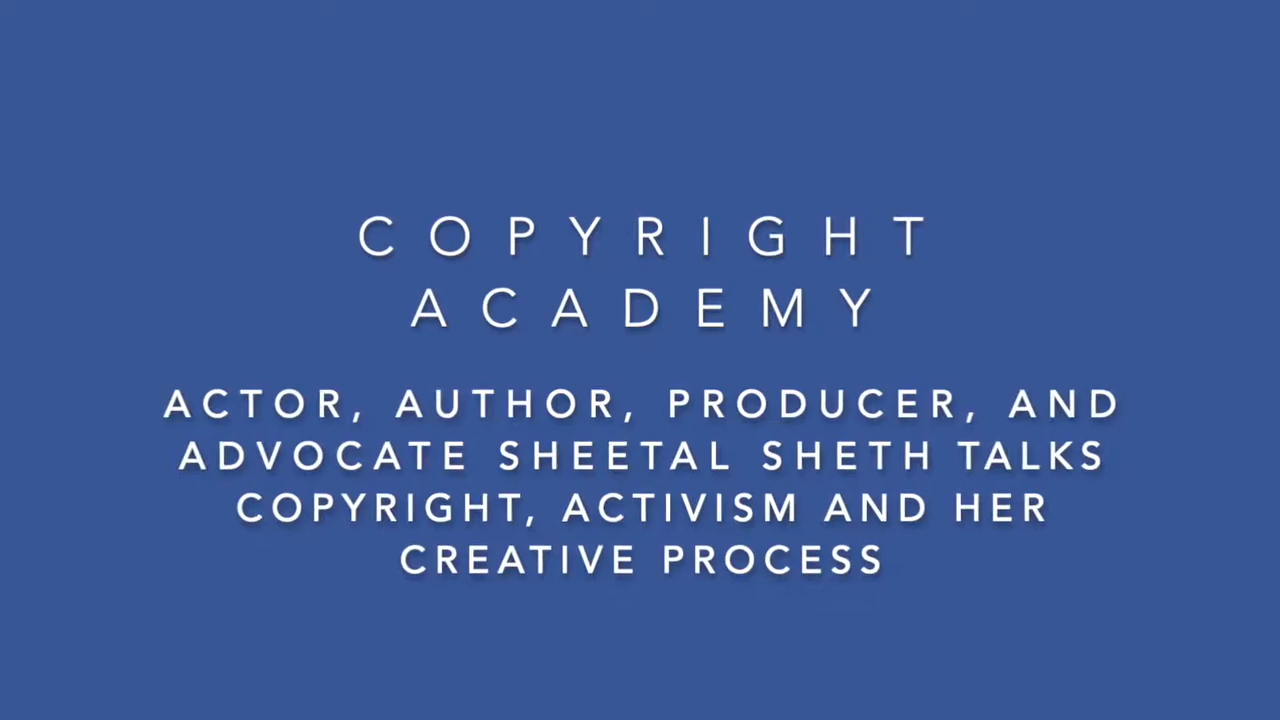 COPYRIGHT
ACADEMY
ACTOR, AUTHOR, PRODUCER, AND
ADVOCATE SHEETAL SHETH TALKS
COPYRIGHT, ACTIVISM AND HER
CREATIVE PROCESS